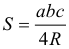 S = abc / 4R